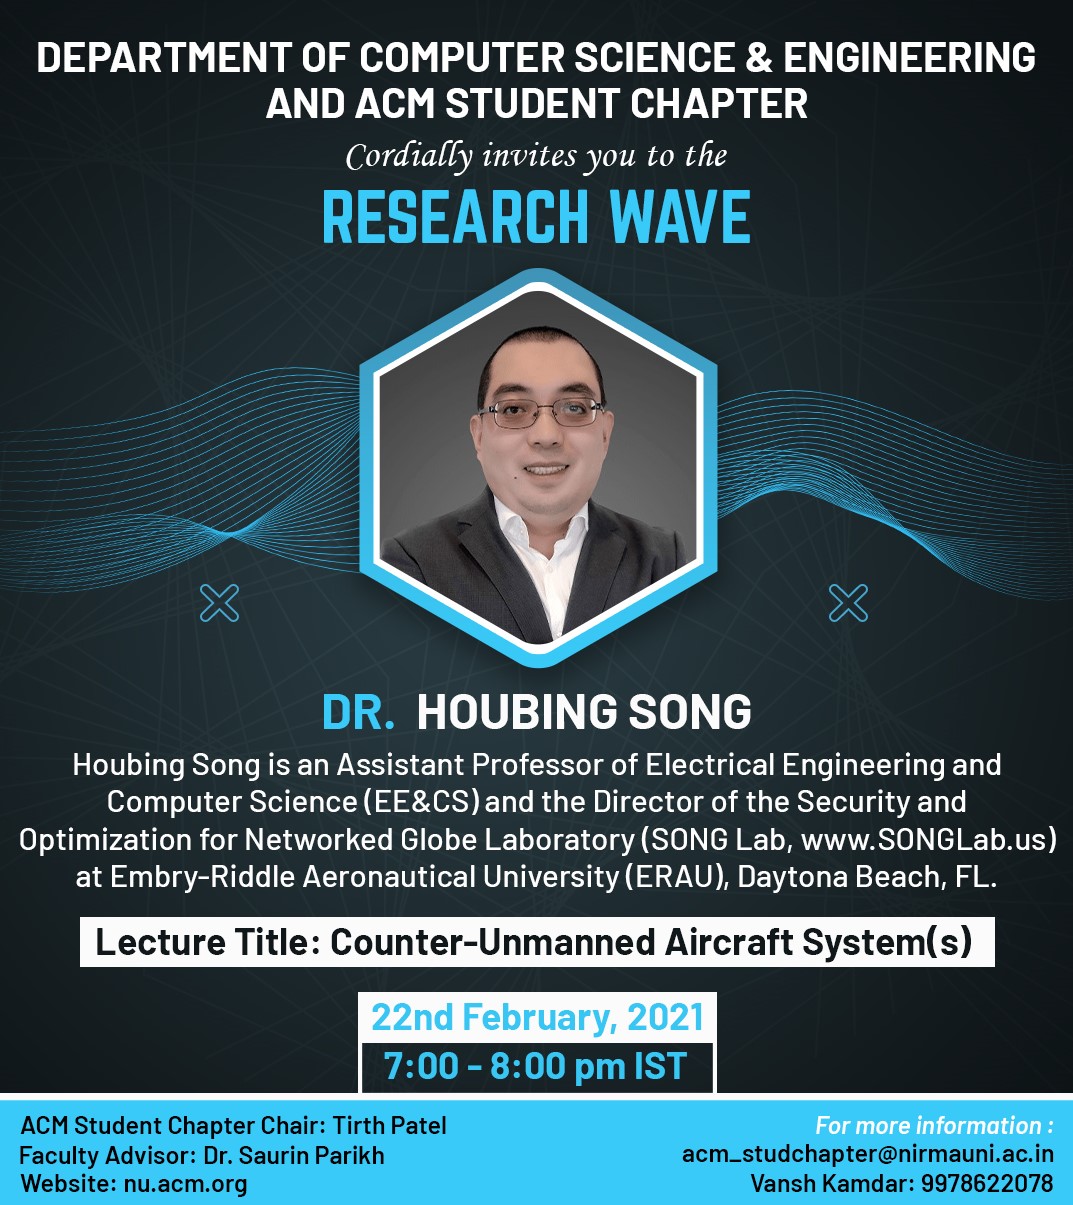 DEPARTMENT OF COMPUTER SCIENCE & ENGINEERING
AND ACM STUDENT CHAPTER
Cordially invites you to the
RESEARCH WAVE
DR. HOUBING SONG
Houbing Song is an Assistant Professor of Electrical Engineering and
Computer Science (EE&CS) and the Director of the Security and
Optimization for Networked Globe Laboratory (SONG Lab, www.SONGLab.us)
at Embry-Riddle Aeronautical University (ERAU), Daytona Beach, FL.
Lecture Title: Counter-Unmanned Aircraft System(s)
22nd February, 2021
7:00 - 8:00 pm IST
ACM Student Chapter Chair: Tirth Patel
Faculty Advisor: Dr. Saurin Parikh
Website: nu.acm.org
For more information :
acm_studchapter@nirmauni.ac.in
Vansh Kamdar: 9978622078